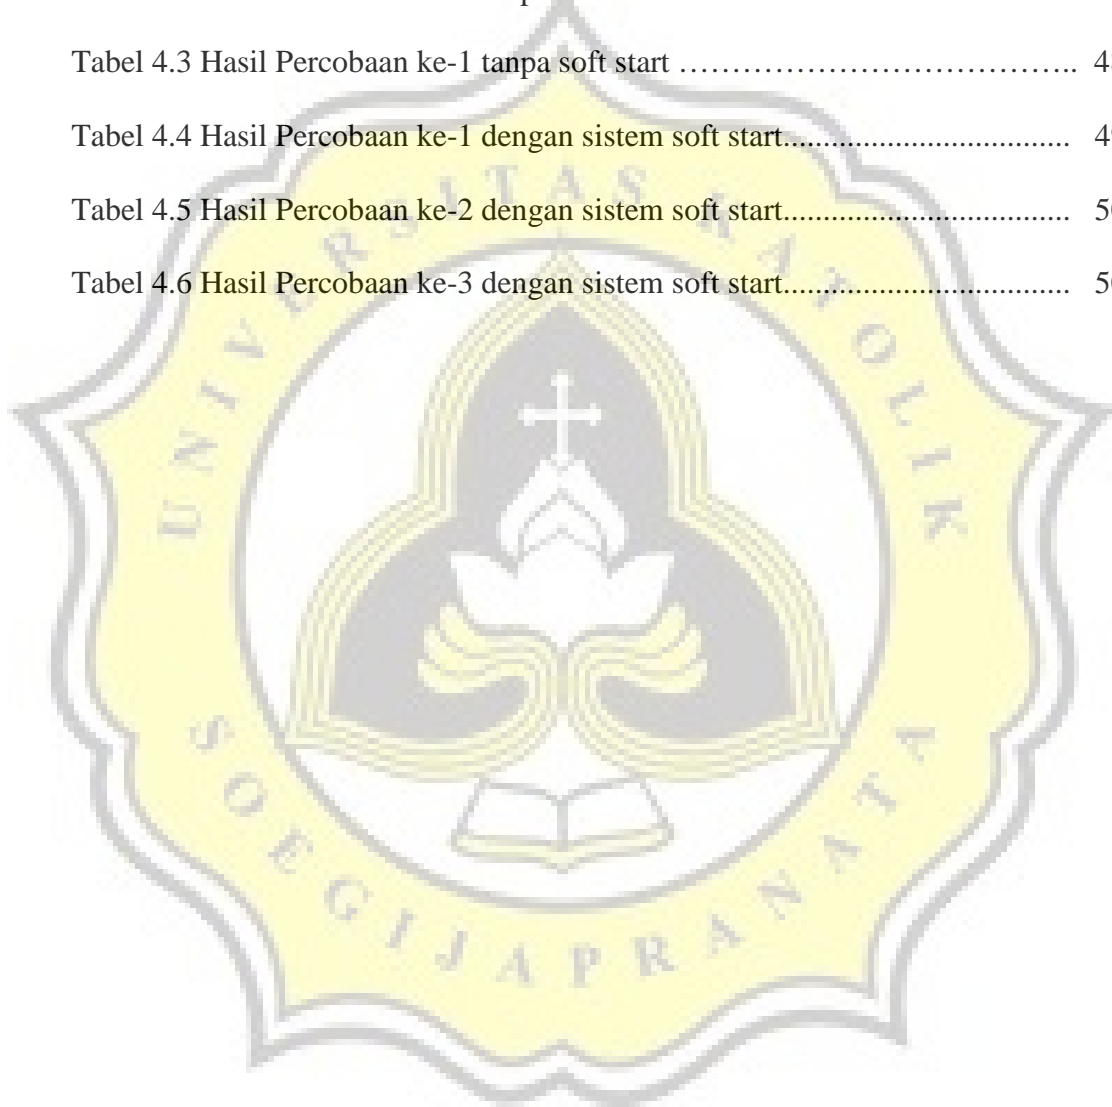 Tabel 4.3 Hasil Percobaan ke-1 tanpa soft start ………………………………..
Tabel 4.4 Hasil Percobaan ke-1 dengan sistem soft start...................................
Tabel 4.5 Hasil Percobaan ke-2 dengan sistem soft start...................................
Tabel 4.6 Hasil Percobaan ke-3 dengan sistem soft start...................................
UNIVERSITAS KATOLIK
SOEGIJAPRANATA